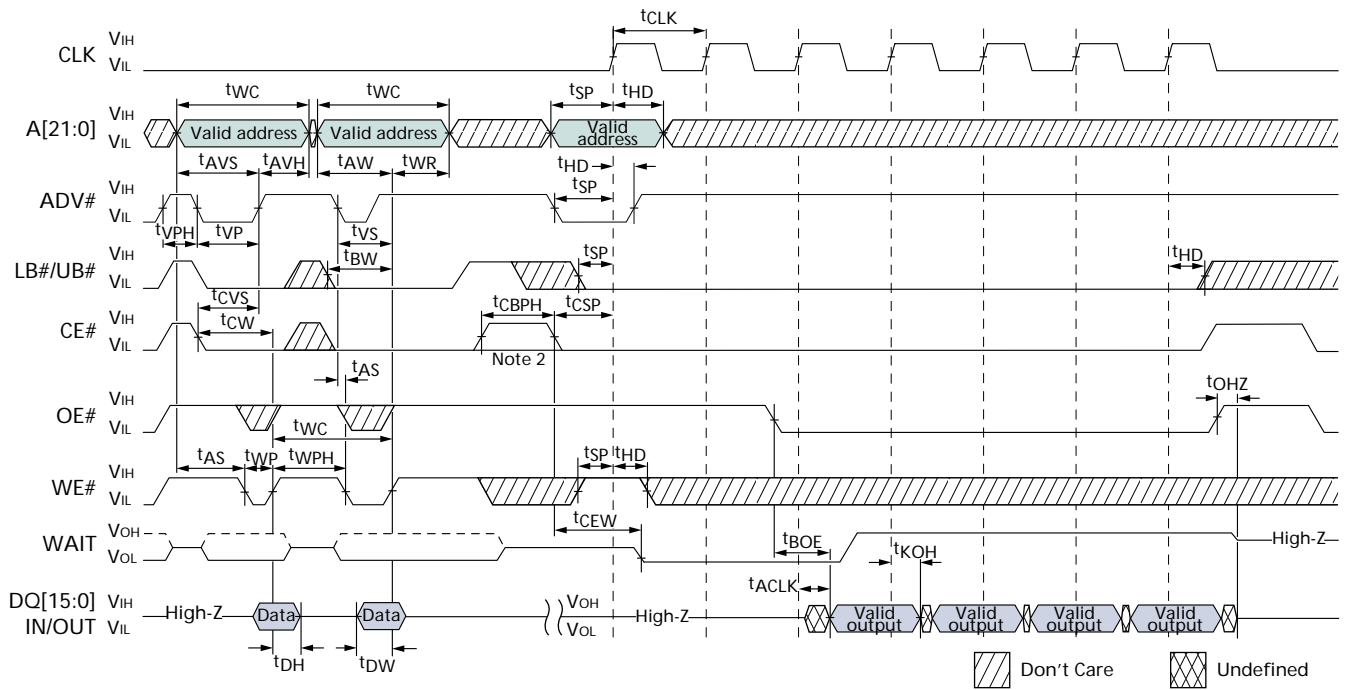 tCLK
CLK VIH
VIL
tWC tWC tSP tHD
A[21:0] VIH
VIL
Valid address Valid address Valid address
tAVS tAVH tAW tWR tHD
ADV# VIH
VIL
tSP
tVPH tVP tVS
LB#/UB# VIH
VIL
tBW tSP tHD
tCVS tCBPH tCSP
CE# VIH
VIL
tCW
Note 2
tAS
OE# VIH
VIL
tOHZ
tWC
tAS tWP tWPH tSP tHD
WE# VIH
VIL
tCEW
WAIT VOH
VOL
High-Z
tBOE tKOH
tACLK
DQ[15:0] IN/OUT VIH
VIL
High-Z Data Data VOH
VOL
High-Z Valid output Valid output Valid output Valid output
tDH tDW
Don't Care Undefined